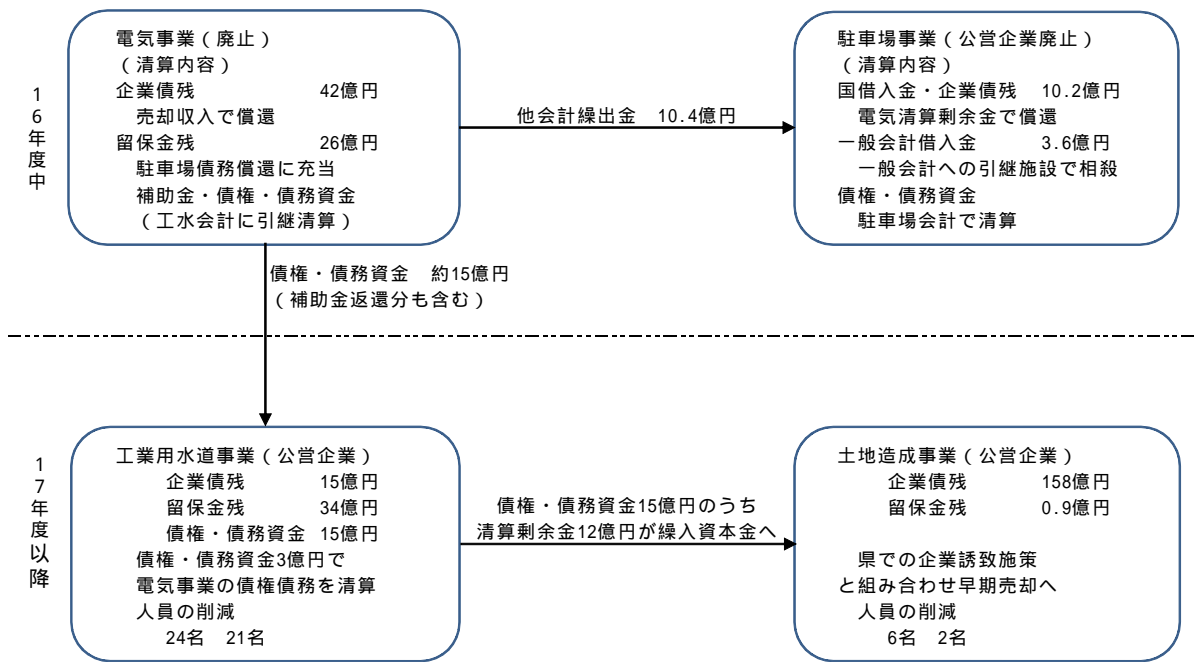 16年度中
電気事業(廃止)
(清算内容)
企業債残 42億円
売却収入で償還
留保金残 26億円
駐車場債務償還に充当
補助金・債権・債務資金
(工水会計に引継清算)
他会計繰出金 10.4億円
駐車場事業(公営企業廃止)
(清算内容)
国借入金・企業債残 10.2億円
電気清算剰余金で償還
一般会計借入金 3.6億円
一般会計への引継施設で相殺
債権・債務資金
駐車場会計で清算
債権・債務資金 約15億円
(補助金返還分も含む)
17年度以降
工業用水道事業(公営企業)
企業債残 15億円
留保金残 34億円
債権・債務資金 15億円
債権・債務資金3億円で
電気事業の債権債務を清算
人員の削減
24名 21名
債権・債務資金15億円のうち
清算剰余金12億円が繰入資本金へ
土地造成事業(公営企業)
企業債残 158億円
留保金残 0.9億円
県での企業誘致施策
と組み合わせ早期売却へ
人員の削減
6名 2名